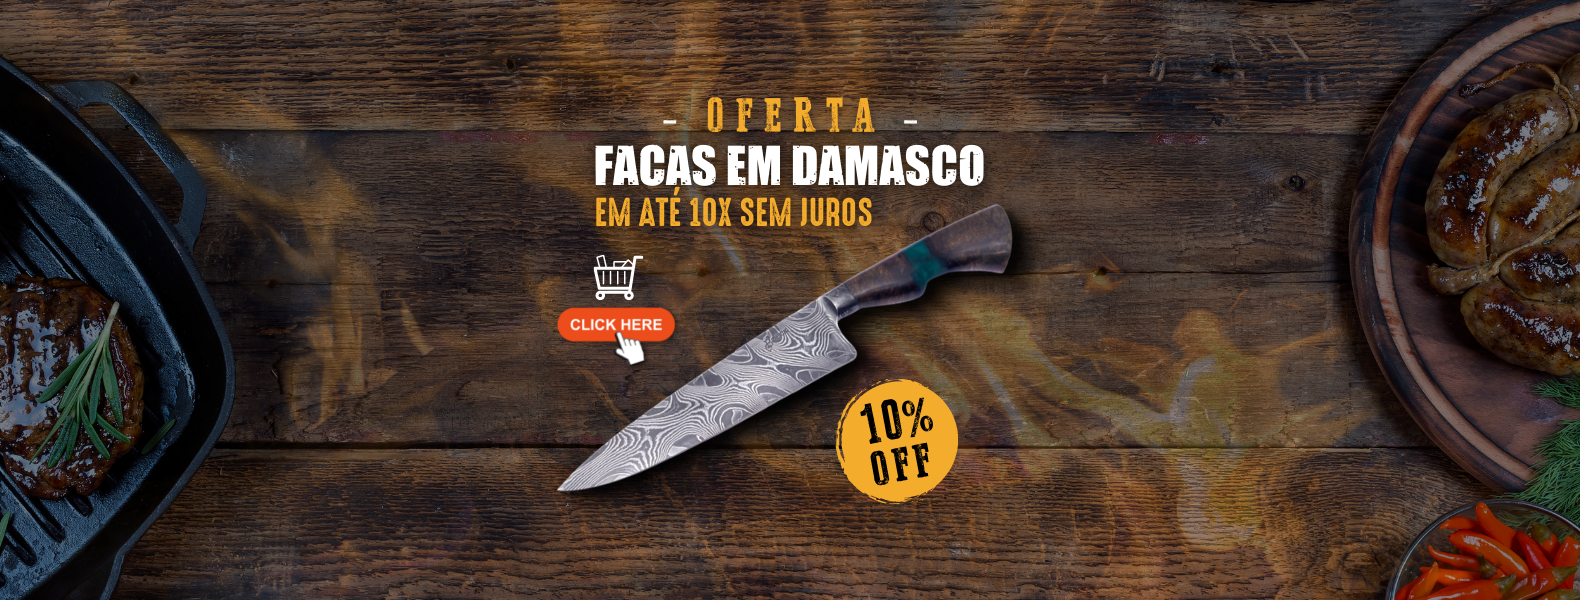 - OFERTA -
FACAS EM DAMASCO
EM ATÉ 10X SEM JUROS
CLICK HERE
10%
OFF